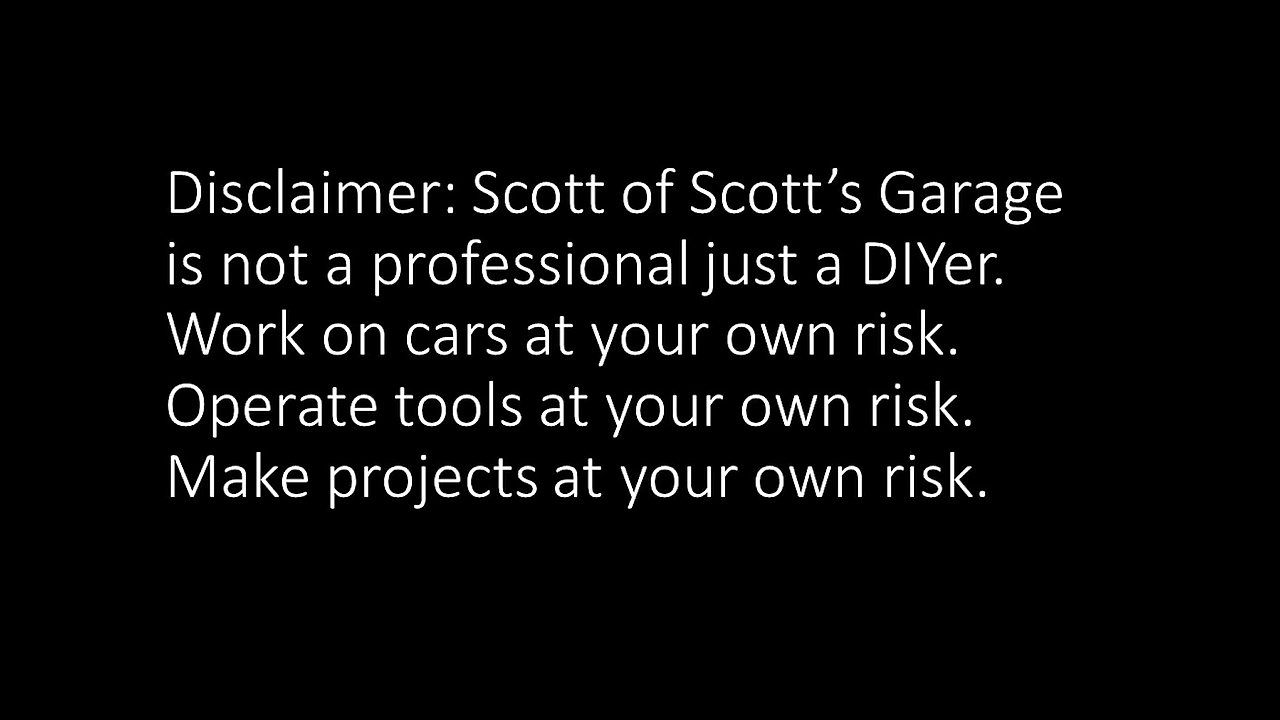 Disclaimer: Scott of Scott’s Garage
is not a professional just a DIYer.
Work on cars at your own risk.
Operate tools at your own risk.
Make projects at your own risk.